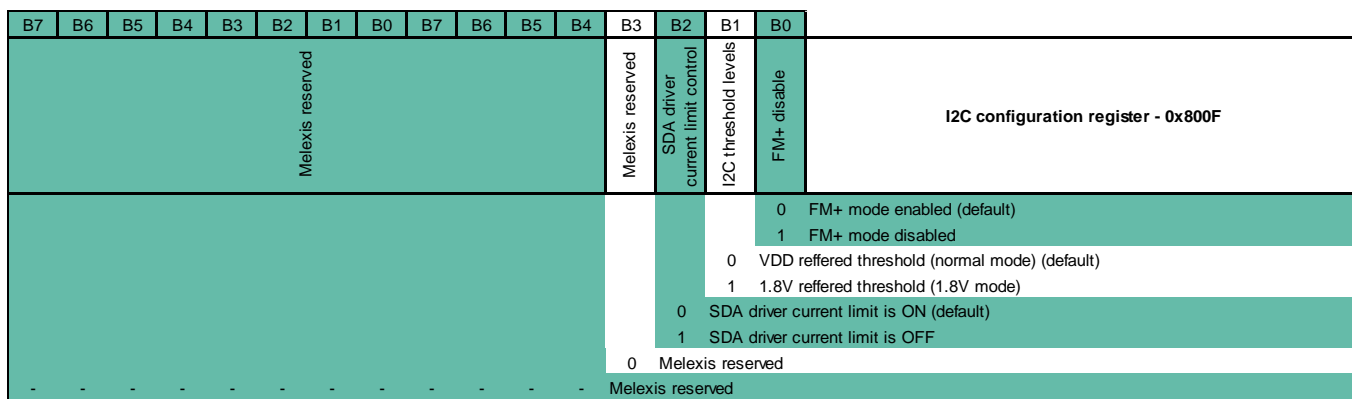 B7 B6 B5 B4 B3 B2 B1 B0 B7 B6 B5 B4 B3 B2 B1 B0
Melexis reserved
Melexis reserved
SDA driver
current limit control
I2C threshold levels
FM+ disable
I2C configuration register - 0x800F
0 FM+ mode enabled (default)
1 FM+ mode disabled
0 VDD reffered threshold (normal mode) (default)
1 1.8V reffered threshold (1.8V mode)
0 SDA driver current limit is ON (default)
1 SDA driver current limit is OFF
0 Melexis reserved
- - - - - - - - - - - - Melexis reserved